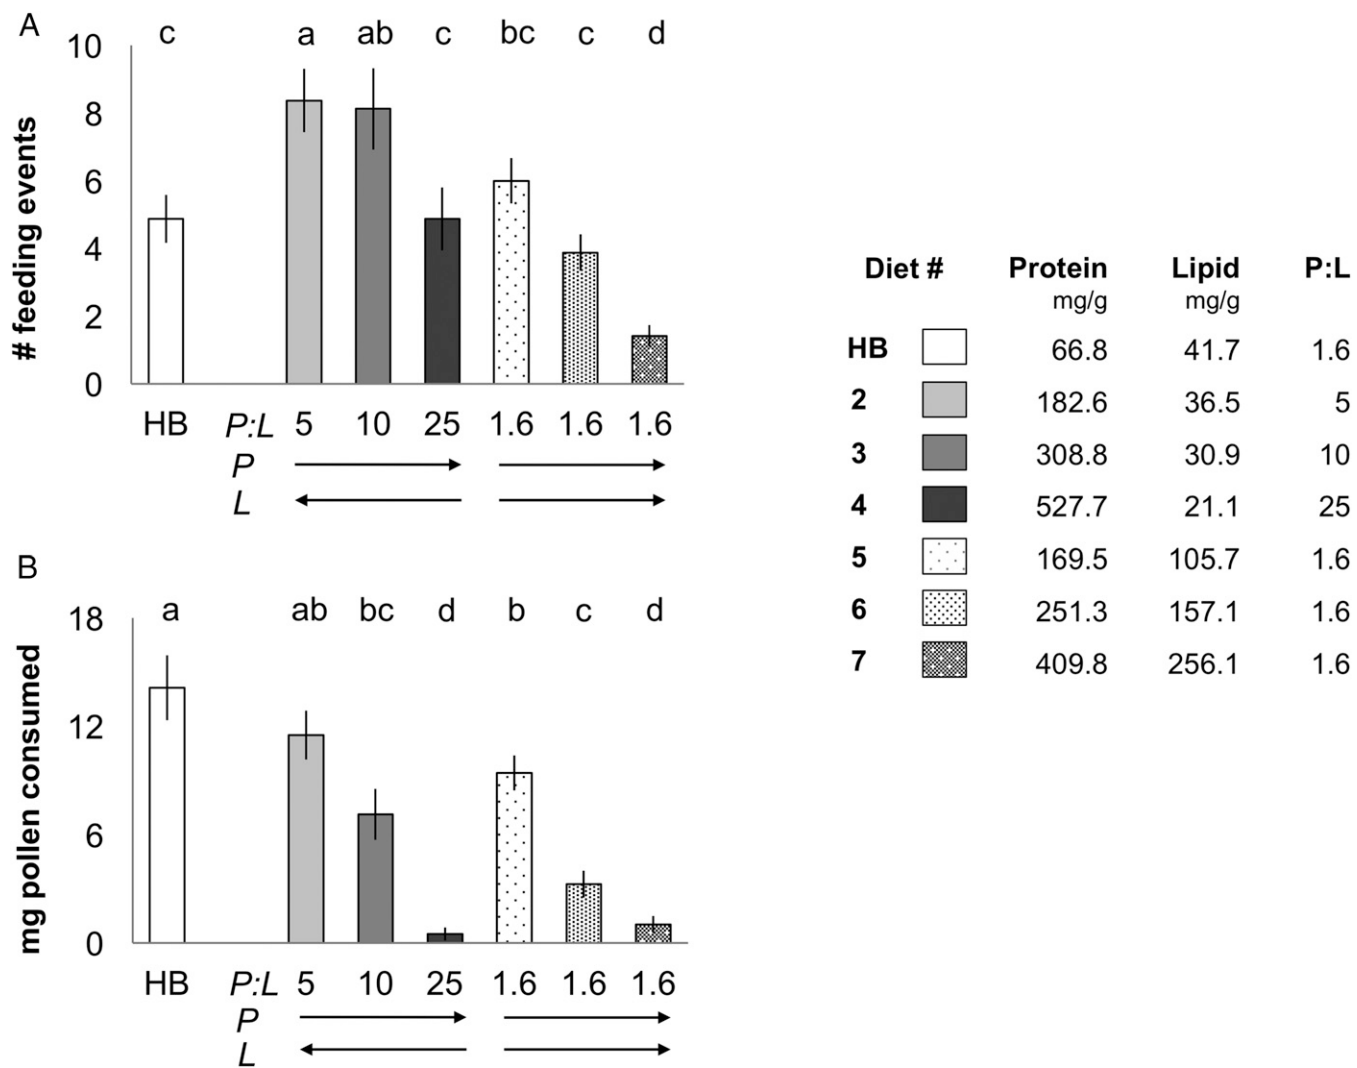 A
c a ab c bc c d
# feeding events
10
8
6
4
2
0
HB P:L 5 10 25 1.6 1.6 1.6
P
L
B
a ab bc d b c d
mg pollen consumed
18
12
6
0
HB P:L 5 10 25 1.6 1.6 1.6
P
L
Diet # Protein Lipid P:L
mg/g mg/g
HB 66.8 41.7 1.6
2 182.6 36.5 5
3 308.8 30.9 10
4 527.7 21.1 25
5 169.5 105.7 1.6
6 251.3 157.1 1.6
7 409.8 256.1 1.6